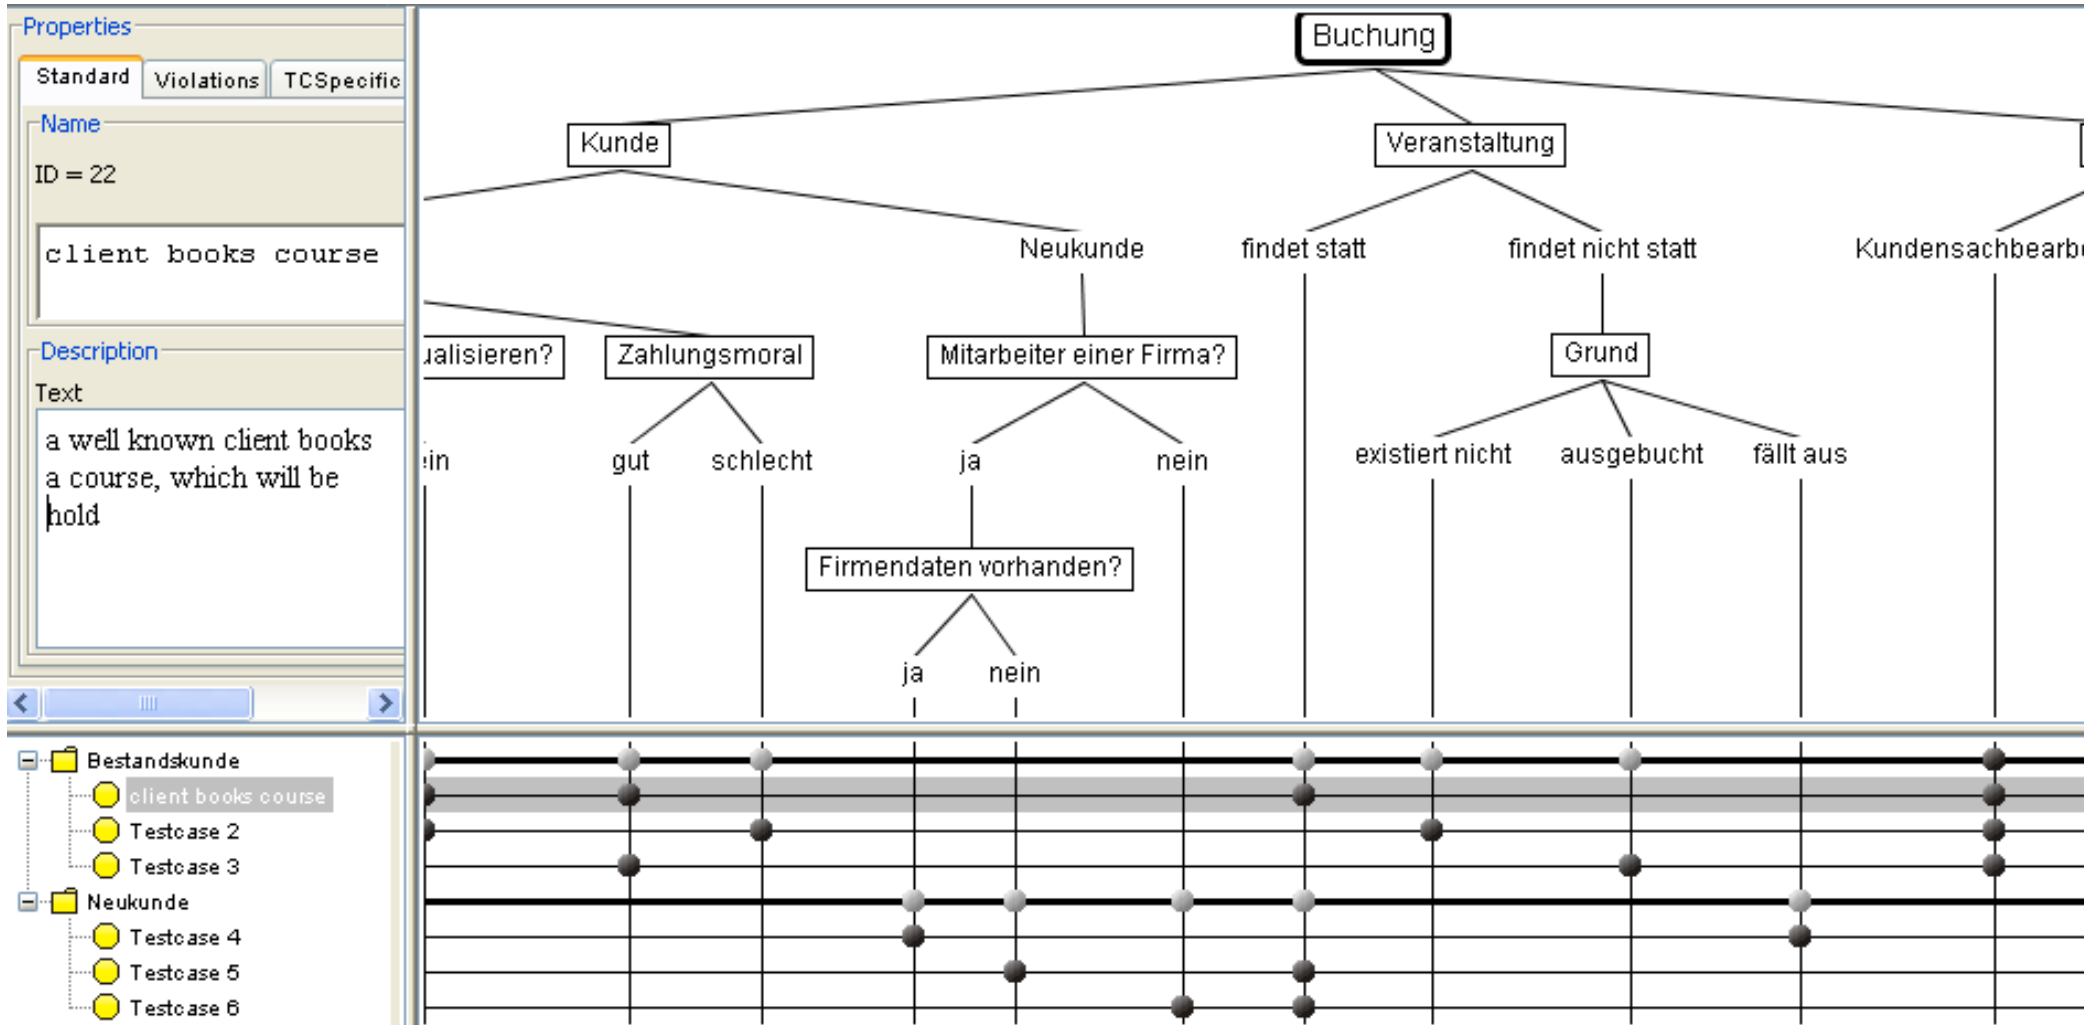 Properties
Standard Violations TCSpecific
Name
ID = 22
client books course
Description
Text
a well known client books
a course, which will be
hold
Buchung
Kunde Veranstaltung
Neukunde findet statt findet nicht statt Kundensachbearbe
ualisieren? Zahlungsmoral Mitarbeiter einer Firma? Grund
ein gut schlecht ja nein existiert nicht ausgebucht fällt aus
Firmendaten vorhanden?
ja nein
Bestandskunde
client books course
Testcase 2
Testcase 3
Neukunde
Testcase 4
Testcase 5
Testcase 6